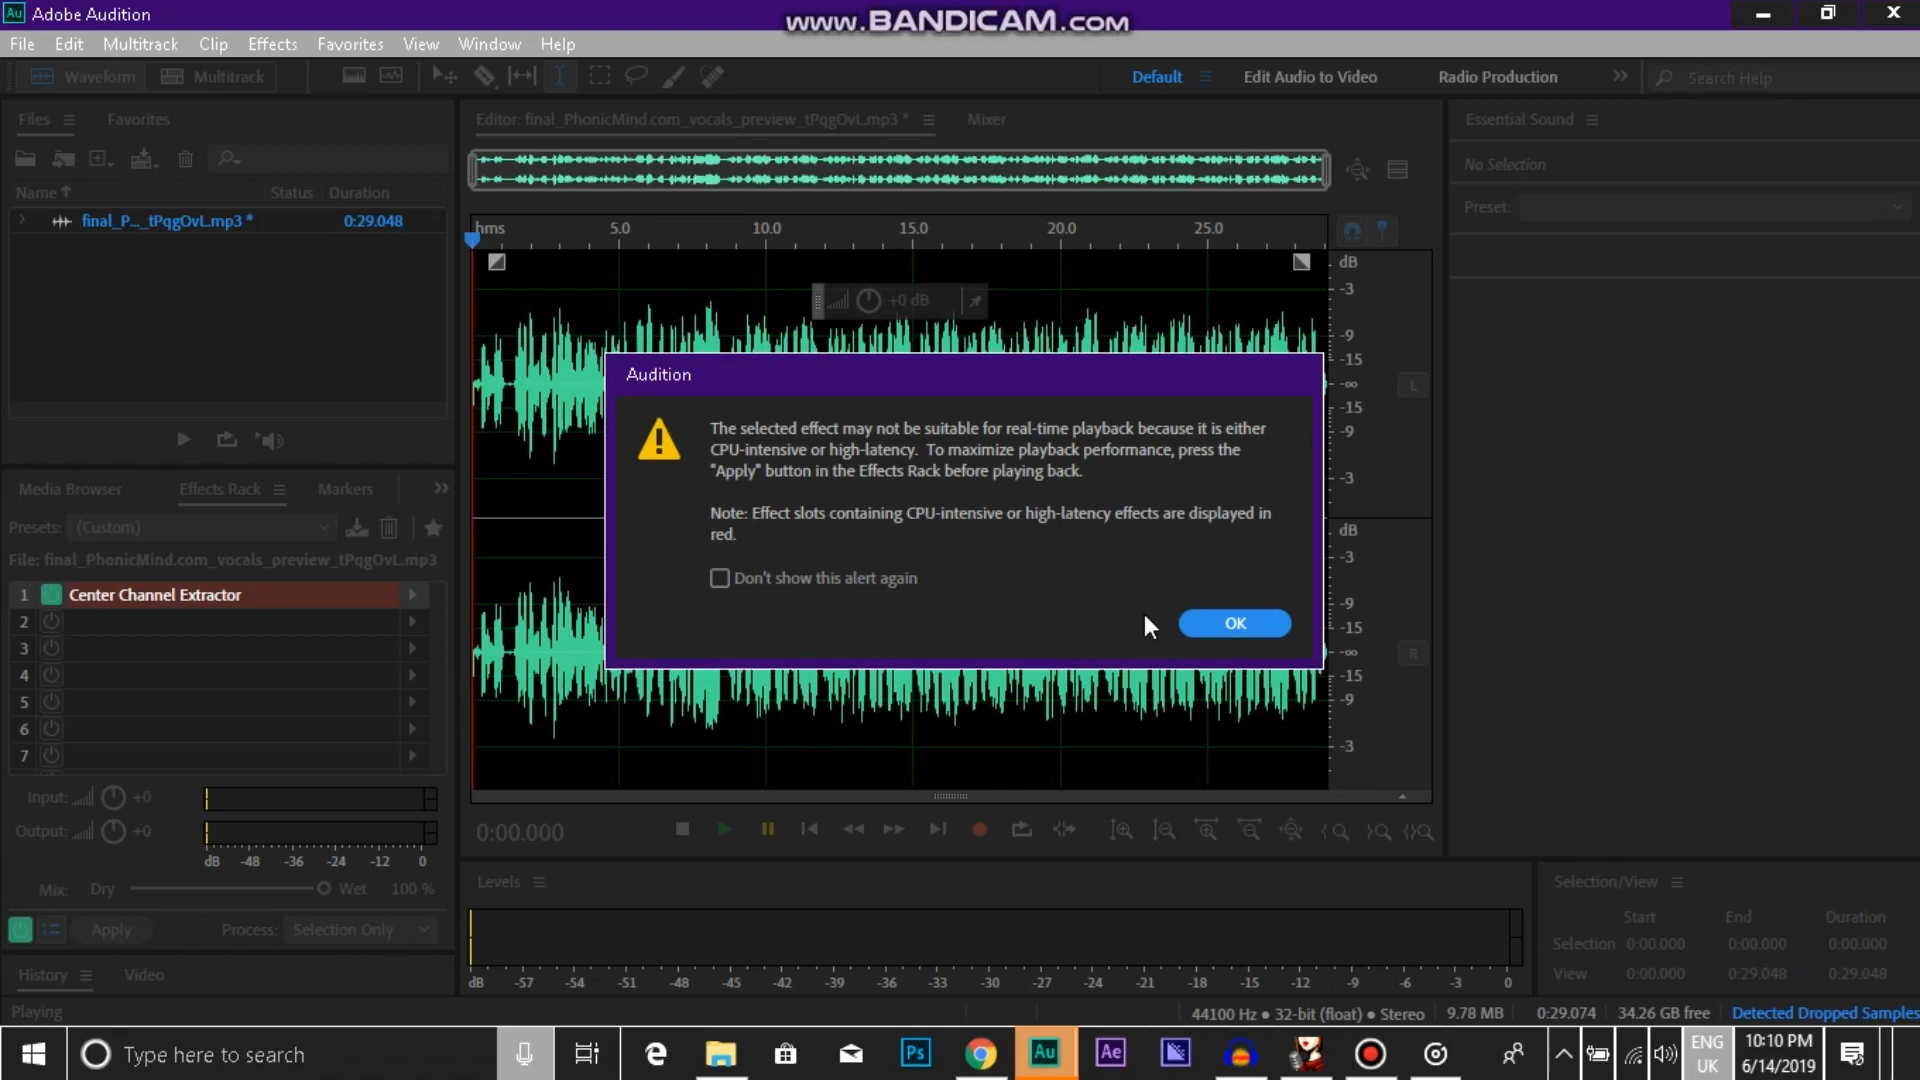 Au Adobe Audition
www.BANDICAM.com
File Edit Multitrack Clip Effects Favorites View Window Help
Waveform Multitrack Default Edit Audio to Video Radio Production Search Help
Files Favorites
Editor: final_PhonicMind.com_vocals_preview_tPqgOvL.mp3 * Mixer
Essential Sound
No Selection
Name Status Duration
Preset:
final_P..._tPqgOvL.mp3 * 0:29.048
hms 5.0 10.0 15.0 20.0 25.0
dB
+0 dB
-3
-9
-15
-∞
-15
-9
-3
L
Audition
The selected effect may not be suitable for real-time playback because it is either
CPU-intensive or high-latency. To maximize playback performance, press the
"Apply" button in the Effects Rack before playing back.
Note: Effect slots containing CPU-intensive or high-latency effects are displayed in
red.
Don't show this alert again
OK
dB
-3
-9
-15
-∞
-15
-9
-3
R
Media Browser Effects Rack Markers
Presets: (Custom)
File: final_PhonicMind.com_vocals_preview_tPqgOvL.mp3
1 Center Channel Extractor
2
3
4
5
6
7
Input: +0
Output: +0
dB -48 -36 -24 -12 0
Mix: Dry Wet 100 %
Apply Process: Selection Only
History Video
Playing
0:00.000
Levels
dB -57 -54 -51 -48 -45 -42 -39 -36 -33 -30 -27 -24 -21 -18 -15 -12 -9 -6 -3 0
Selection/View
Start End Duration
Selection 0:00.000 0:00.000 0:00.000
View 0:00.000 0:29.048 0:29.048
44100 Hz ● 32-bit (float) ● Stereo 9.78 MB 0:29.074 34.26 GB free Detected Dropped Samples
Type here to search
Ps
Au
Ae
ENG
UK
10:10 PM
6/14/2019